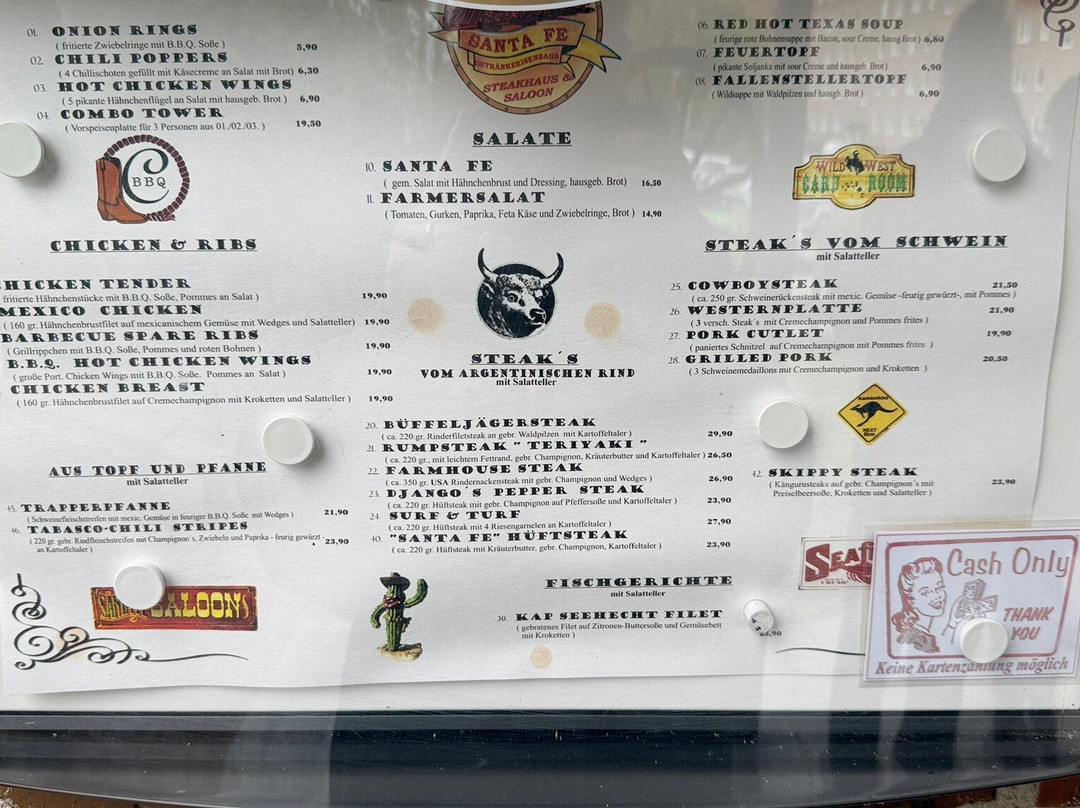 01. ONION RINGS
( fritierte Zwiebelringe mit B.B.Q. Soße ) 5,90
02. CHILI POPPERS
( 4 Chillischoten gefüllt mit Käsecreme an Salat mit Brot) 6,30
03. HOT CHICKEN WINGS
( 5 pikante Hähnchenflügel an Salat mit hausgeb. Brot ) 6,90
04. COMBO TOWER
( Vorspeisenplatte für 3 Personen aus 01./02./03. ) 19,50
C
BBQ
SANTA FE
GETRÄNKEEISENBAHN
STEAKHAUS &
SALOON
06. RED HOT TEXAS SOUP
( feurige rote Bohnensuppe mit Bacon, sour Creme, hausg.Brot ) 6,80
07. FEUERTOPF
( pikante Soljanka mit sour Creme und hausgeb. Brot ) 6,90
08. FALLENSTELLERTOPF
( Wildsuppe mit Waldpilzen und hausgb. Brot ) 6,90
SALATE
10. SANTA FE
( gem. Salat mit Hähnchenbrust und Dressing, hausgeb. Brot) 16,50
11. FARMERSALAT
( Tomaten, Gurken, Paprika, Feta Käse und Zwiebelringe, Brot ) 14,90
WILD WEST
CARD ROOM
CHICKEN & RIBS
CHICKEN TENDER
fritierte Hähnchenstücke mit B.B.Q. Soße, Pommes an Salat ) 19,90
MEXICO CHICKEN
( 160 gr. Hähnchenbrustfilet auf mexicanischem Gemüse mit Wedges und Salatteller) 19,90
BARBECUE SPARE RIBS
( Grillrippchen mit B.B.Q. Soße, Pommes und roten Bohnen ) 19,90
B.B.Q. HOT CHICKEN WINGS
( große Port. Chicken Wings mit B.B.Q. Soße. Pommes an Salat ) 19,90
CHICKEN BREAST
( 160 gr. Hähnchenbrustfilet auf Cremechampignon mit Kroketten und Salatteller ) 19,90
AUS TOPF UND PFANNE
mit Salatteller
45. TRAPPERPFANNE
( Schweinefleischstreifen mit mexic. Gemüse in feuriger B.B.Q. Soße mit Wedges ) 21,90
46. TABASCO-CHILI STRIPES
( 220 gr. gebr. Rindfleischstreifen mit Champignon´s, Zwiebeln und Paprika - feurig gewürzt
an Kartoffeltaler ) 23,90
SALOON
STEAK´S
VOM ARGENTINISCHEN RIND
mit Salatteller
20. BÜFFELJÄGERSTEAK
( ca. 220 gr. Rinderfiletsteak an gebr. Waldpilzen mit Kartoffeltaler ) 29,90
21. RUMPSTEAK " TERIYAKI "
( ca. 220 gr., mit leichtem Fettrand, gebr. Champignon, Kräuterbutter und Kartoffeltaler ) 26,50
22. FARMHOUSE STEAK
( ca. 350 gr. USA Rindernackensteak mit gebr. Champignon und Wedges ) 26,90
23. DJANGO´S PEPPER STEAK
( ca. 220 gr. Hüftsteak mit gebr. Champignon auf Pfeffersoße und Kartoffeltaler ) 23,90
24. SURF & TURF
( ca. 220 gr. Hüftsteak mit 4 Riesengarnelen an Kartoffeltaler ) 27,90
40. "SANTA FE" HÜFTSTEAK
( ca. 220 gr. Hüftsteak mit Kräuterbutter, gebr. Champignon, Kartoffeltaler ) 23,90
FISCHGERICHTE
mit Salatteller
30. KAP SEEHECHT FILET
( gebratenes Filet auf Zitronen-Buttersoße und Gemüsebett
mit Kroketten )
STEAK´S VOM SCHWEIN
mit Salatteller
25. COWBOYSTEAK 21,50
( ca. 250 gr. Schweinerückensteak mit mexic. Gemüse -feurig gewürzt-, mit Pommes )
26. WESTERNPLATTE 21,90
( 3 versch. Steak´s mit Cremechampignon und Pommes frites )
27. PORK CUTLET 19,90
( paniertes Schnitzel auf Cremechampignon mit Pommes frites )
28. GRILLED PORK 20,50
( 3 Schweinemedaillons mit Cremechampignon und Kroketten )
KANGAROO
NEXT
42. SKIPPY STEAK
( Kängurusteaks auf gebr. Champignon´s mit 23,90
Preiselbeersoße, Kroketten und Salatteller )
Cash Only
THANK
YOU
Keine Kartenzahlung möglich